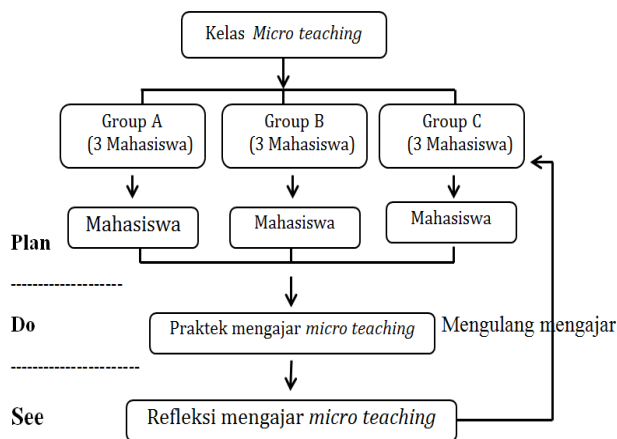 Kelas Micro teaching
Group A
(3 Mahasiswa)
Group B
(3 Mahasiswa)
Group C
(3 Mahasiswa)
Mahasiswa
Mahasiswa
Mahasiswa
Plan
--------------------
Do
Praktek mengajar micro teaching
Mengulang mengajar
-----------------------
See
Refleksi mengajar micro teaching